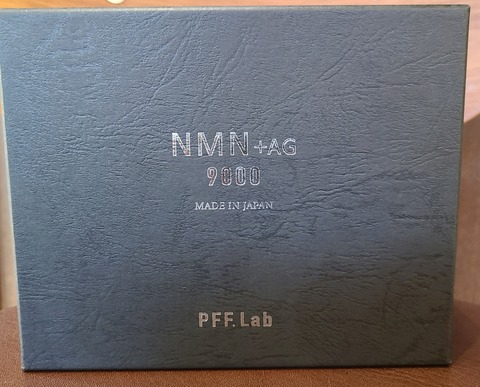 NMN+AG
9000
MADE IN JAPAN
PFF.Lab